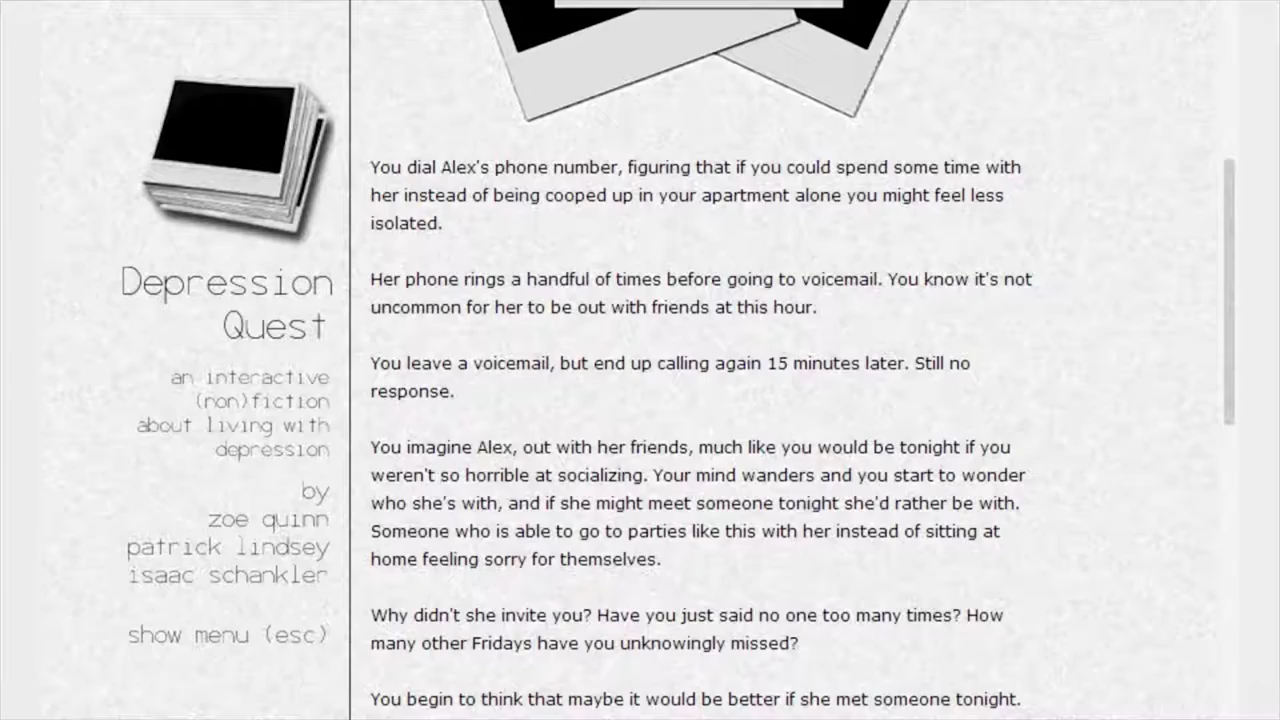 Depression
Quest
an interactive
(non)fiction
about living with
depression
by
zoe quinn
patrick lindsey
isaac schankler
show menu (esc)
You dial Alex's phone number, figuring that if you could spend some time with
her instead of being cooped up in your apartment alone you might feel less
isolated.
Her phone rings a handful of times before going to voicemail. You know it's not
uncommon for her to be out with friends at this hour.
You leave a voicemail, but end up calling again 15 minutes later. Still no
response.
You imagine Alex, out with her friends, much like you would be tonight if you
weren't so horrible at socializing. Your mind wanders and you start to wonder
who she's with, and if she might meet someone tonight she'd rather be with.
Someone who is able to go to parties like this with her instead of sitting at
home feeling sorry for themselves.
Why didn't she invite you? Have you just said no one too many times? How
many other Fridays have you unknowingly missed?
You begin to think that maybe it would be better if she met someone tonight.